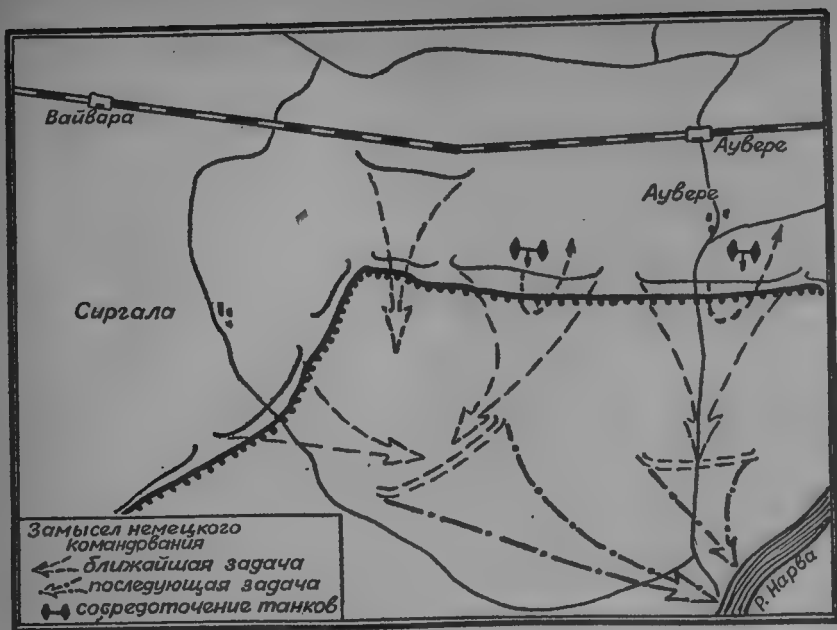 Вайвара
Аувере
Аувере
Сиргала
Р. Нарва
Замысел немецкого
командования
ближайшая задача
последующая задача
сосредоточение танков